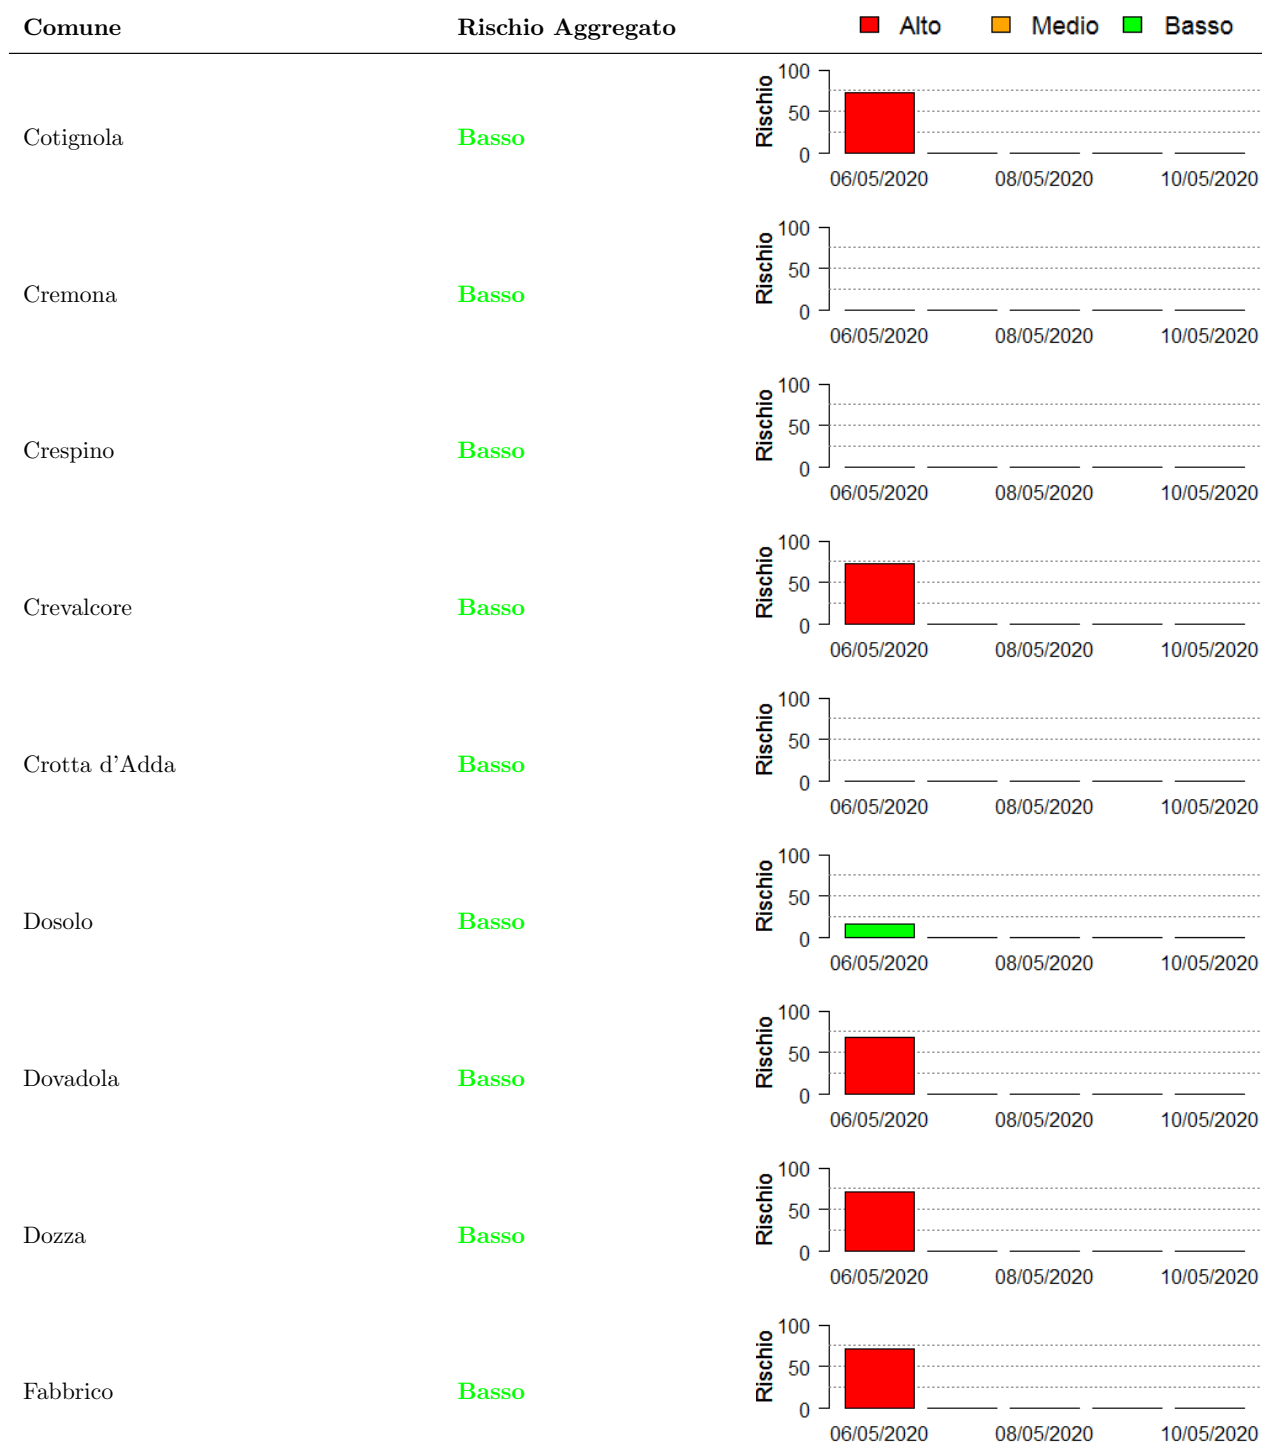 Comune Rischio Aggregato Alto Medio Basso
Cotignola Basso Rischio 100 50 0
06/05/2020 08/05/2020 10/05/2020
Cremona Basso Rischio 100 50 0
06/05/2020 08/05/2020 10/05/2020
Crespino Basso Rischio 100 50 0
06/05/2020 08/05/2020 10/05/2020
Crevalcore Basso Rischio 100 50 0
06/05/2020 08/05/2020 10/05/2020
Crotta d'Adda Basso Rischio 100 50 0
06/05/2020 08/05/2020 10/05/2020
Dosolo Basso Rischio 100 50 0
06/05/2020 08/05/2020 10/05/2020
Dovadola Basso Rischio 100 50 0
06/05/2020 08/05/2020 10/05/2020
Dozza Basso Rischio 100 50 0
06/05/2020 08/05/2020 10/05/2020
Fabbrico Basso Rischio 100 50 0
06/05/2020 08/05/2020 10/05/2020